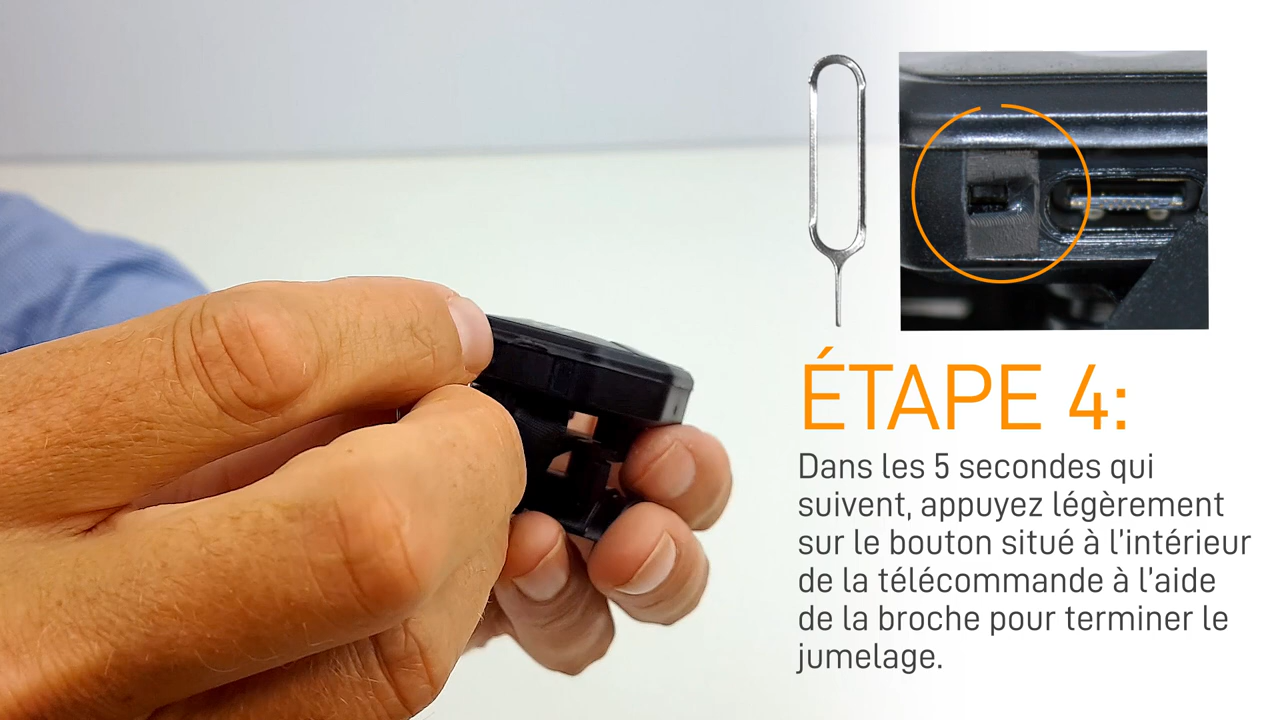 ÉTAPE 4:
Dans les 5 secondes qui
suivent, appuyez légèrement
sur le bouton situé à l'intérieur
de la télécommande à l'aide
de la broche pour terminer le
jumelage.